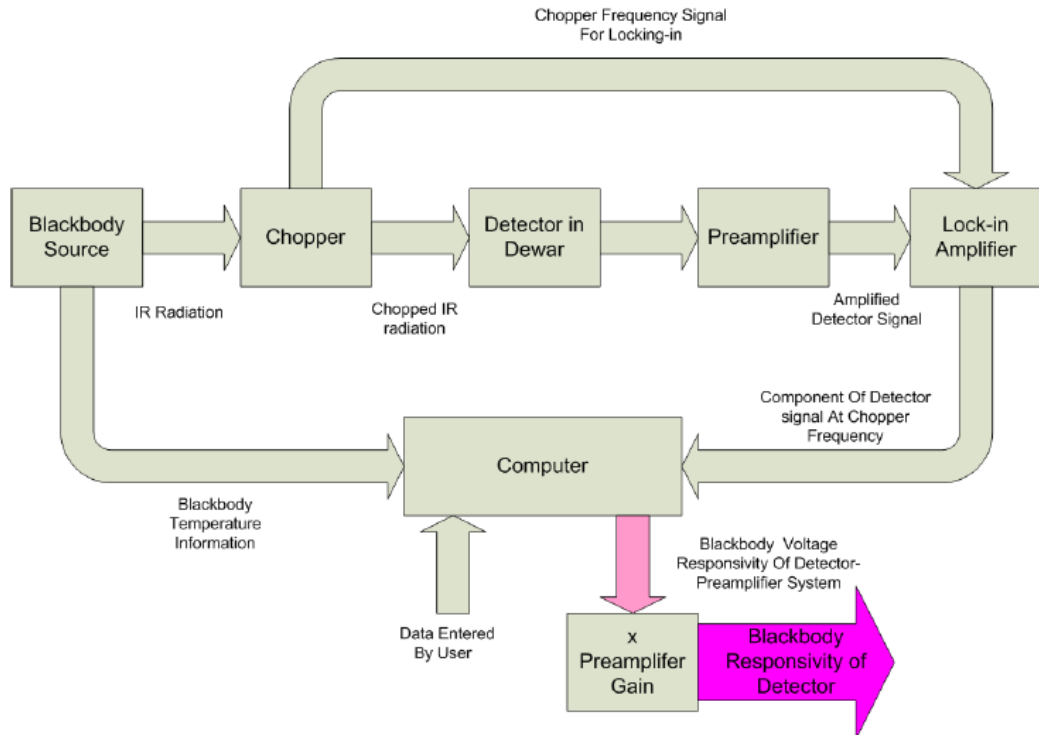 Chopper Frequency Signal
For Locking-in
Blackbody
Source
Chopper
Detector in
Dewar
Preamplifier
Lock-in
Amplifier
IR Radiation
Chopped IR
radiation
Amplified
Detector Signal
Component Of Detector
signal At Chopper
Frequency
Computer
Blackbody
Temperature
Information
Blackbody Voltage
Responsivity Of Detector-
Preamplifier System
Data Entered
By User
x
Preamplifer
Gain
Blackbody
Responsivity of
Detector